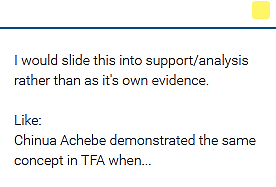 I would slide this into support/analysis
rather than as it's own evidence.
Like:
Chinua Achebe demonstrated the same
concept in TFA when...